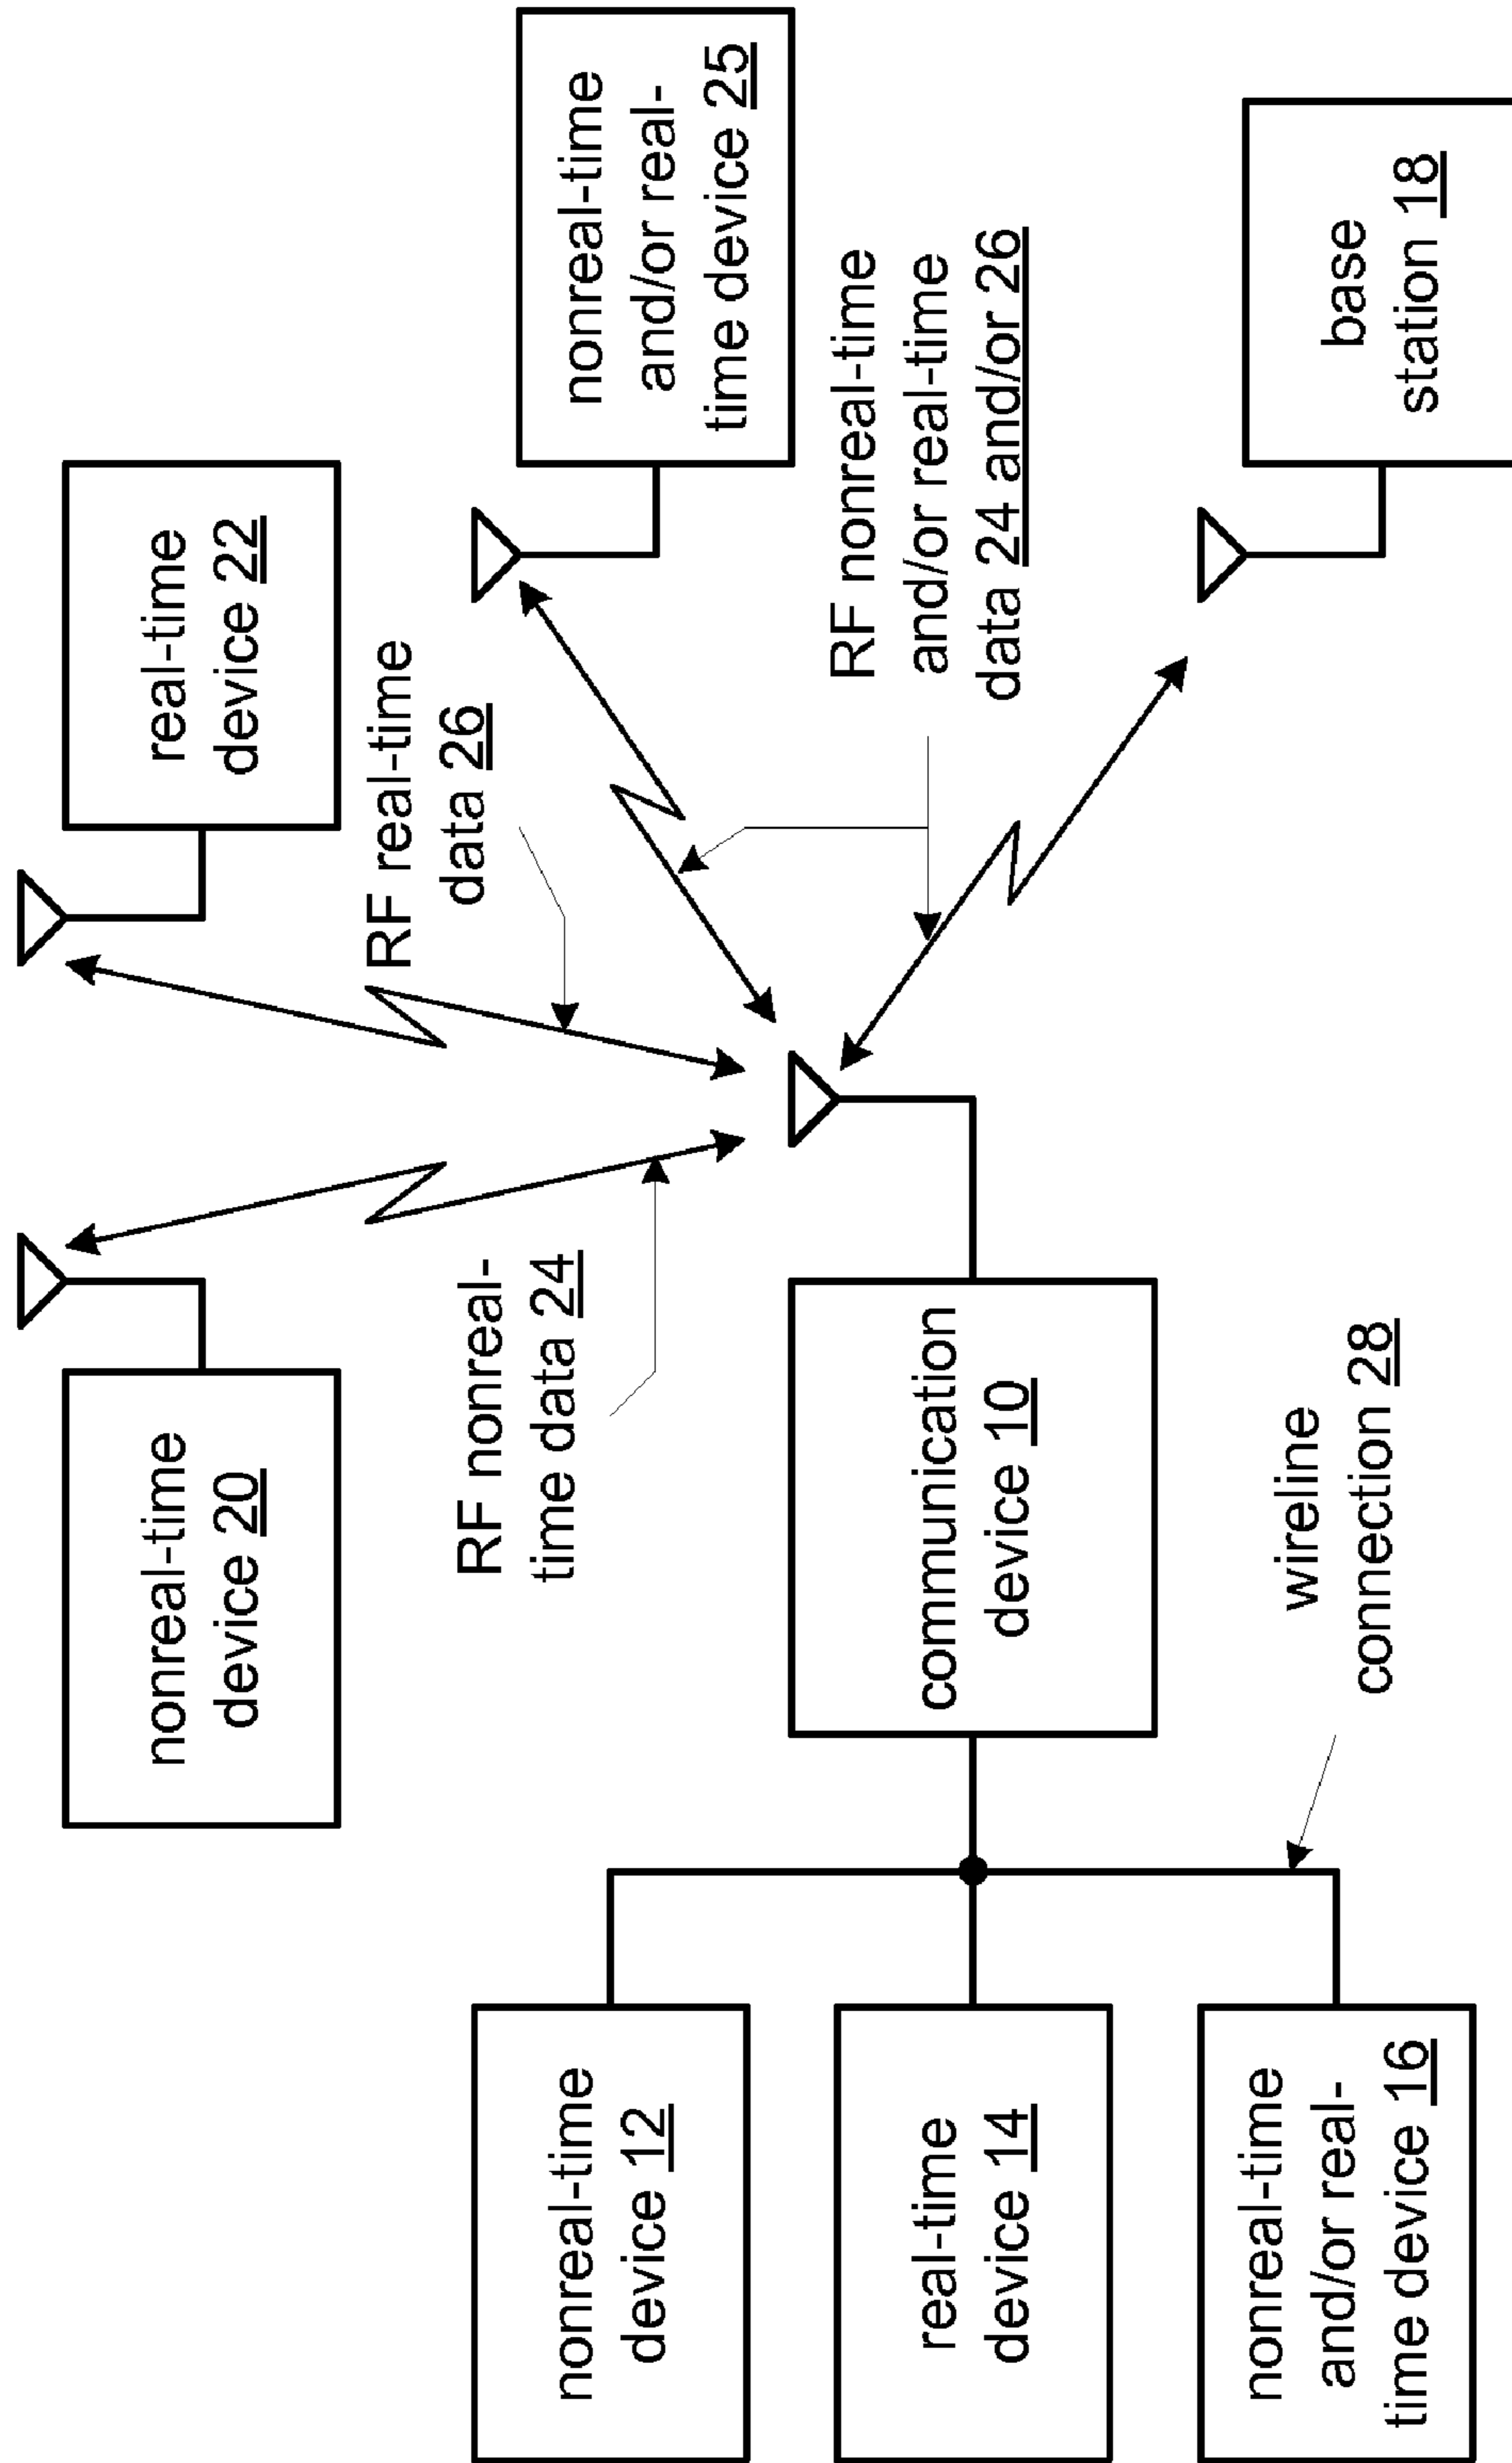 nonreal-time
device 20
real-time
device 22
RF real-time
data 26
RF nonreal-
time data 24
nonreal-time
and/or real-
time device 25
nonreal-time
device 12
real-time
device 14
nonreal-time
and/or real-
time device 16
communication
device 10
RF nonreal-time
and/or real-time
data 24 and/or 26
wireline
connection 28
base
station 18